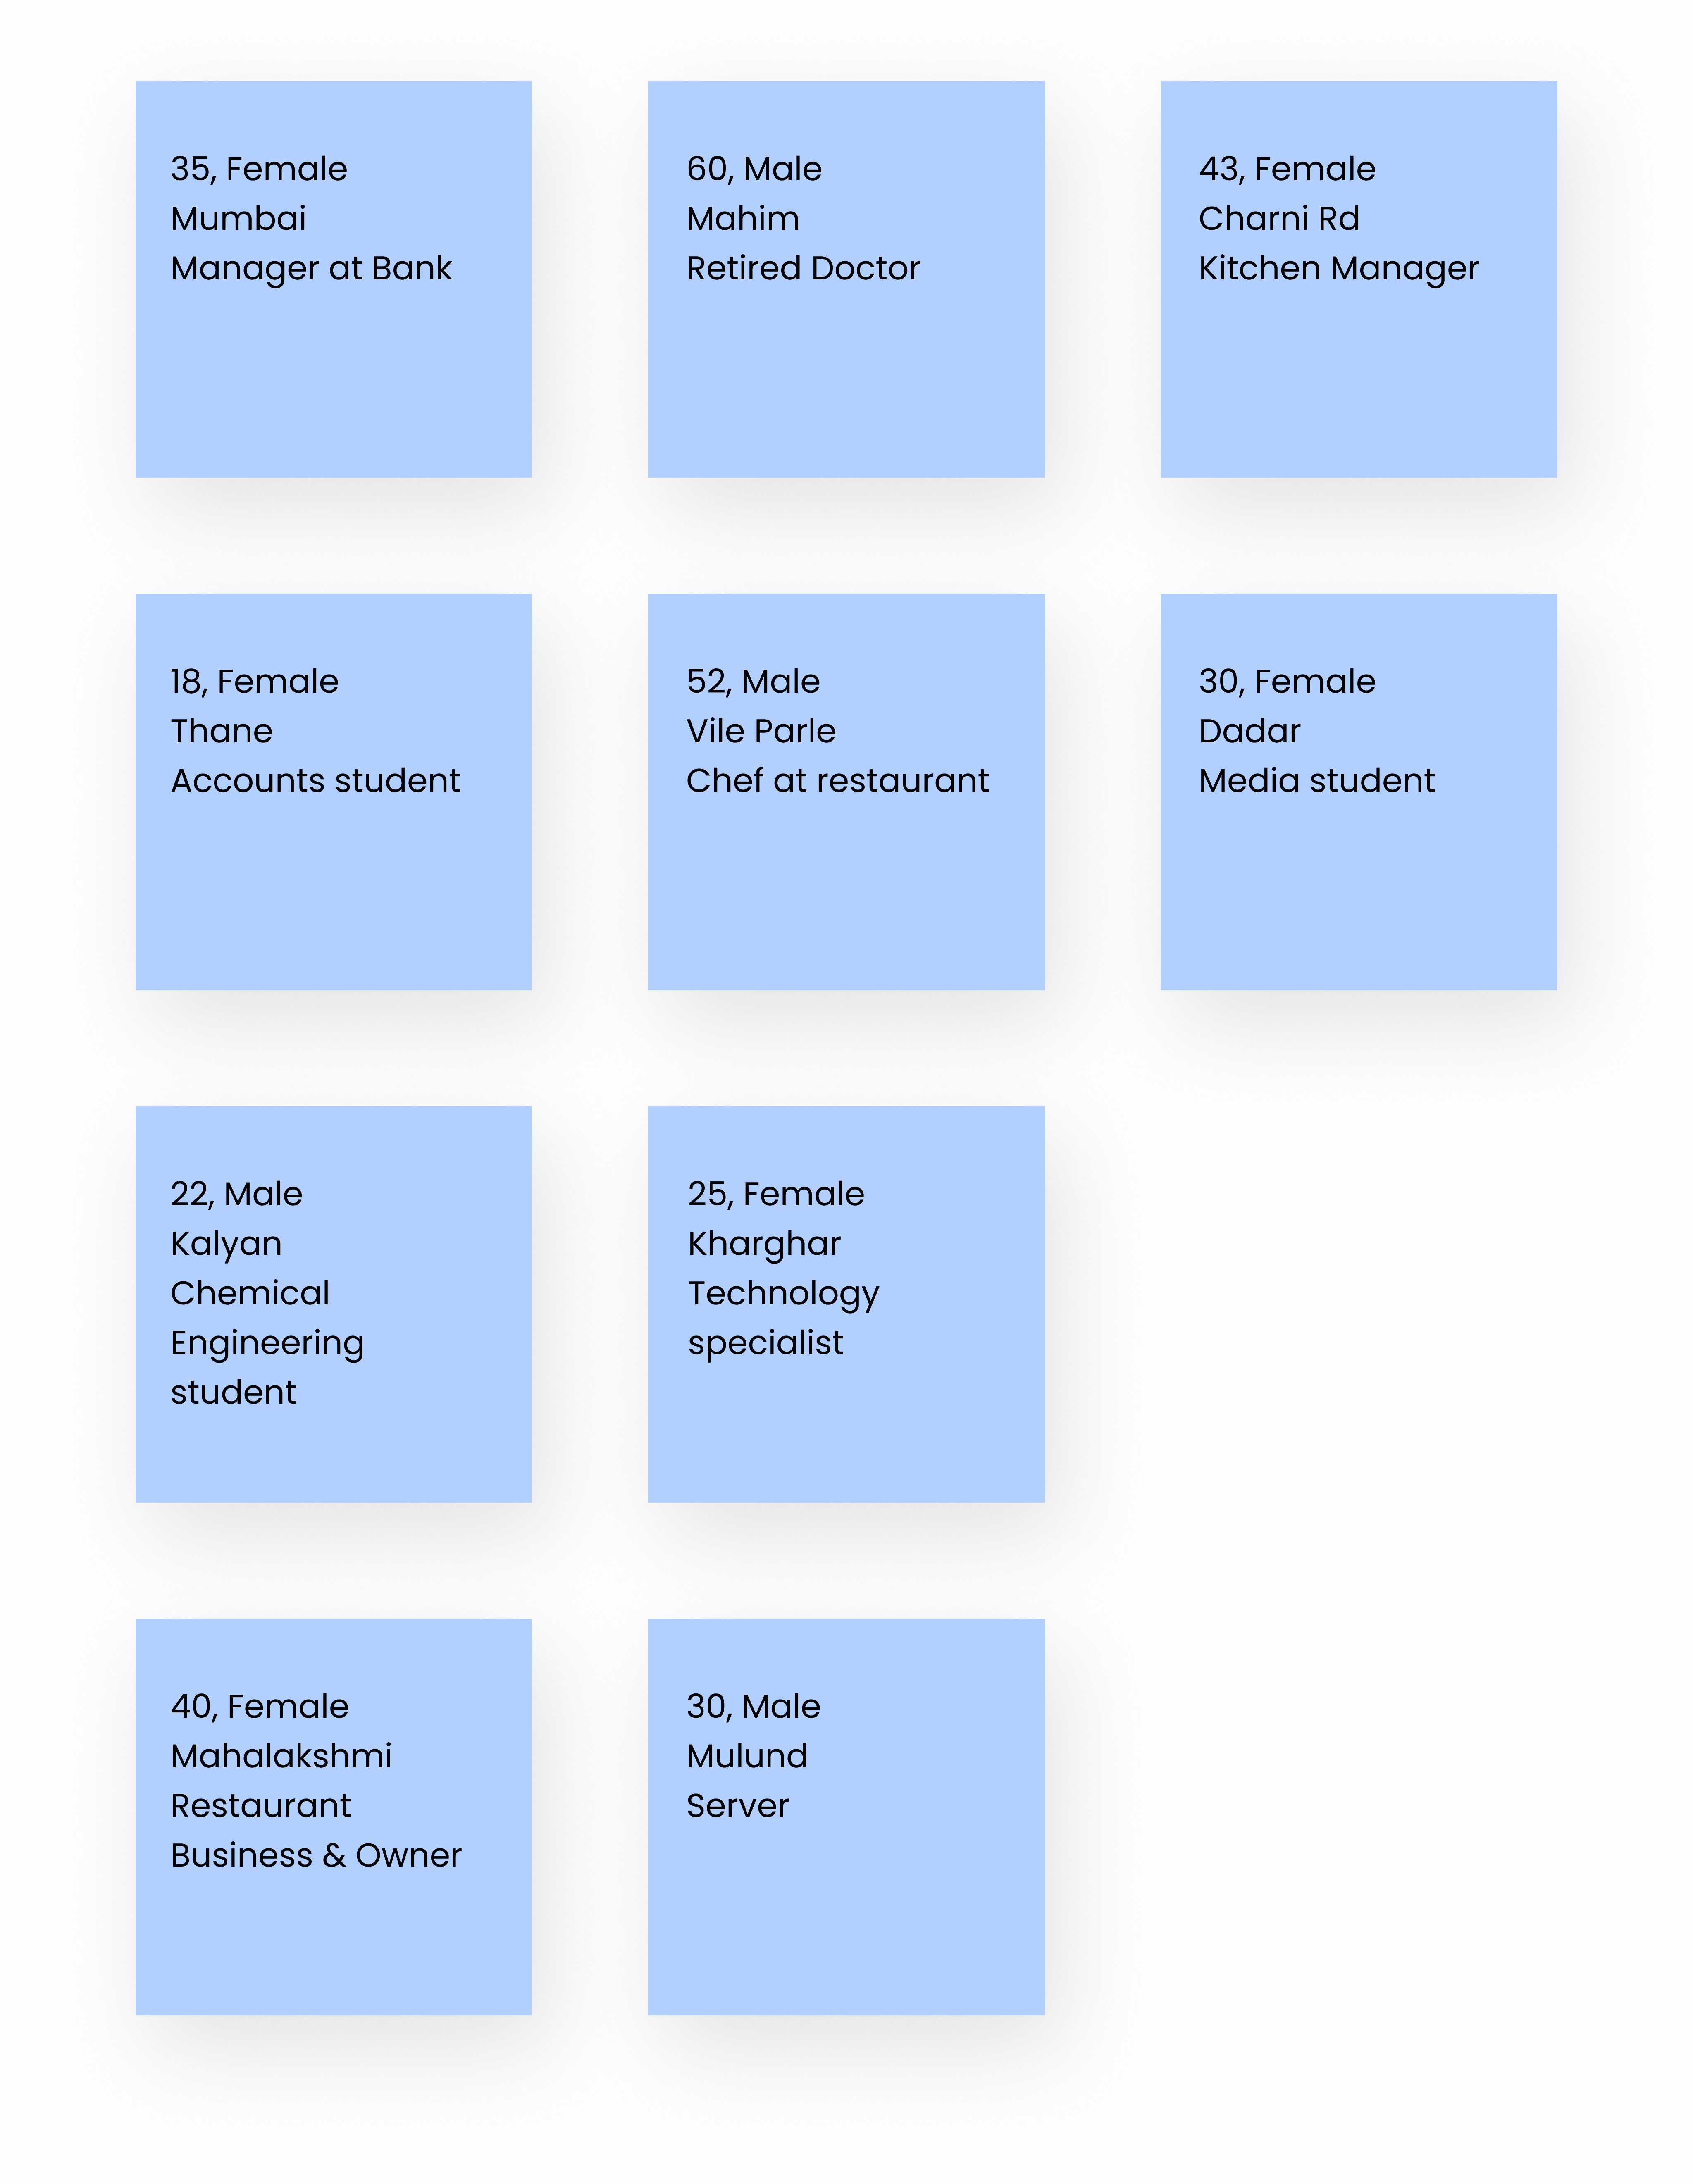 35, Female
Mumbai
Manager at Bank
60, Male
Mahim
Retired Doctor
43, Female
Charni Rd
Kitchen Manager
18, Female
Thane
Accounts student
52, Male
Vile Parle
Chef at restaurant
30, Female
Dadar
Media student
22, Male
Kalyan
Chemical
Engineering
student
25, Female
Kharghar
Technology
specialist
40, Female
Mahalakshmi
Restaurant
Business & Owner
30, Male
Mulund
Server